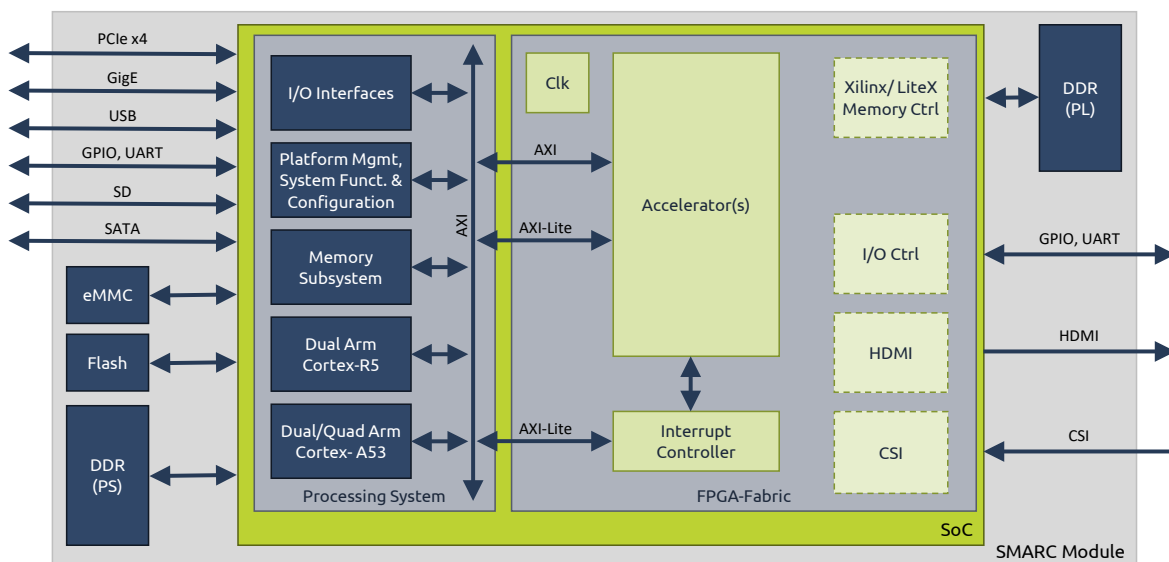 PCIe x4
GigE
USB
GPIO, UART
SD
SATA
eMMC
Flash
DDR
(PS)
I/O Interfaces
Platform Mgmt,
System Funct. &
Configuration
Memory
Subsystem
Dual Arm
Cortex-R5
Dual/Quad Arm
Cortex- A53
Processing System
AXI
AXI
AXI-Lite
AXI-Lite
Clk
Accelerator(s)
Interrupt
Controller
FPGA-Fabric
Xilinx/ LiteX
Memory Ctrl
I/O Ctrl
HDMI
CSI
DDR
(PL)
GPIO, UART
HDMI
CSI
SoC
SMARC Module